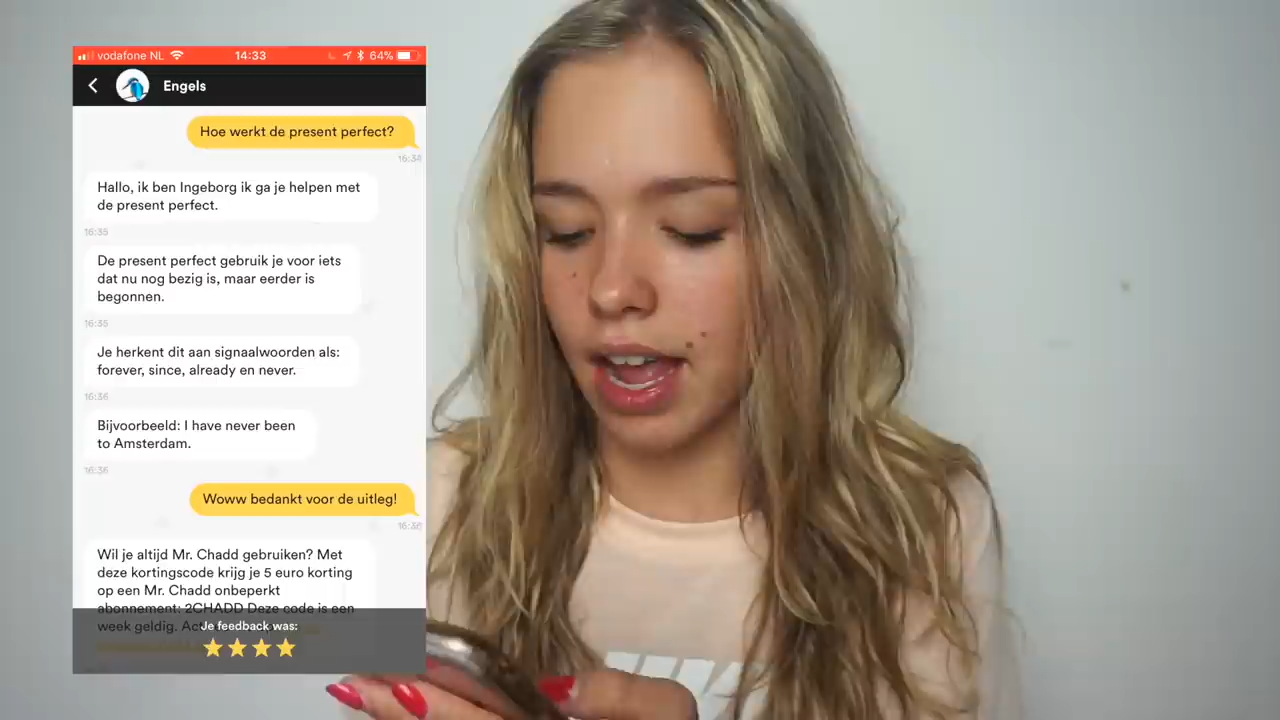 vodafone NL
14:33
64%
Engels
Hoe werkt de present perfect?
Hallo, ik ben Ingeborg ik ga je helpen met
de present perfect.
16:35
De present perfect gebruik je voor iets
dat nu nog bezig is, maar eerder is
begonnen.
16:35
Je herkent dit aan signaalwoorden als:
forever, since, already en never.
16:36
Bijvoorbeeld: I have never been
to Amsterdam.
16:36
Woww bedankt voor de uitleg!
16:36
Wil je altijd Mr. Chadd gebruiken? Met
deze kortingscode krijg je 5 euro korting
op een Mr. Chadd onbeperkt
abonnement: 2CHADD Deze code is een
week geldig.
Je feedback was: